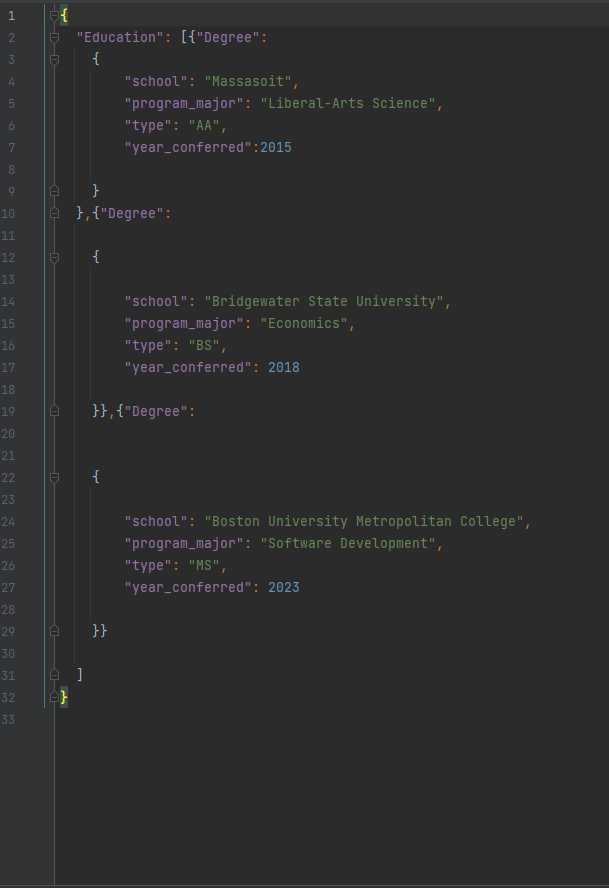 1 {
2 "Education": [{"Degree":
3 {
4 "school": "Massasoit",
5 "program_major": "Liberal-Arts Science",
6 "type": "AA",
7 "year_conferred":2015
8
9 }
10 },{"Degree":
11
12 {
13
14 "school": "Bridgewater State University",
15 "program_major": "Economics",
16 "type": "BS",
17 "year_conferred": 2018
18
19 }},{"Degree":
20
21
22 {
23
24 "school": "Boston University Metropolitan College",
25 "program_major": "Software Development",
26 "type": "MS",
27 "year_conferred": 2023
28
29 }}
30
31 ]
32 }
33